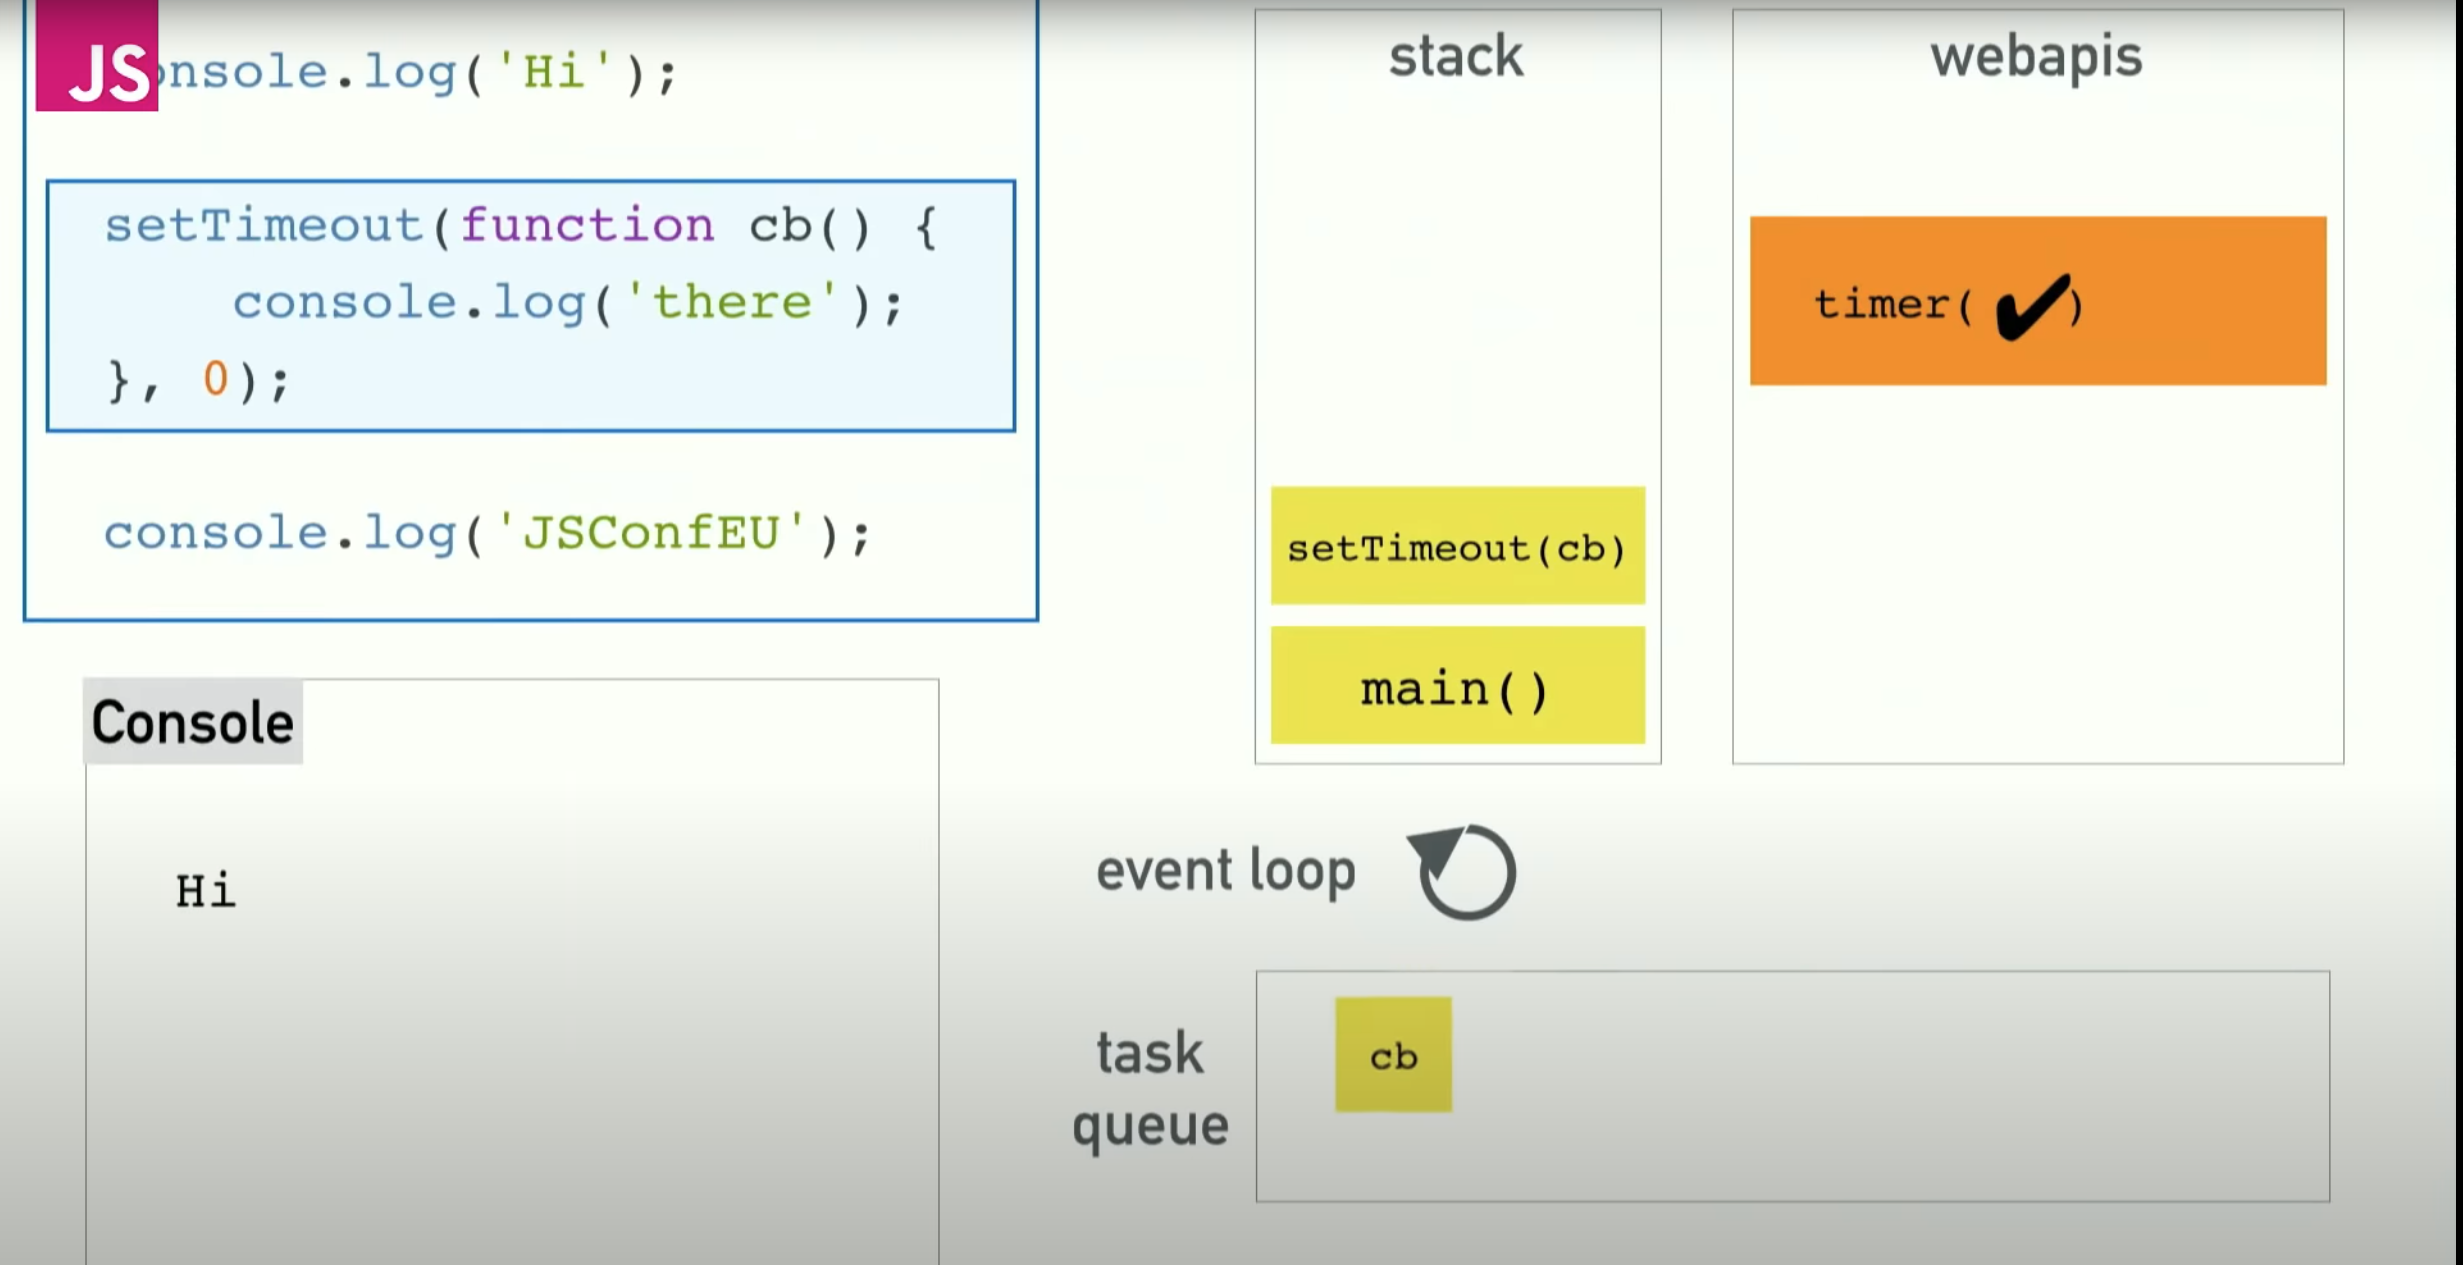 JS
onsole.log('Hi');
setTimeout(function cb() {
console.log('there');
}, 0);
console.log('JSConfEU');
Console
Hi
stack
setTimeout(cb)
main()
webapis
timer( ✔)
event loop
task
queue
cb